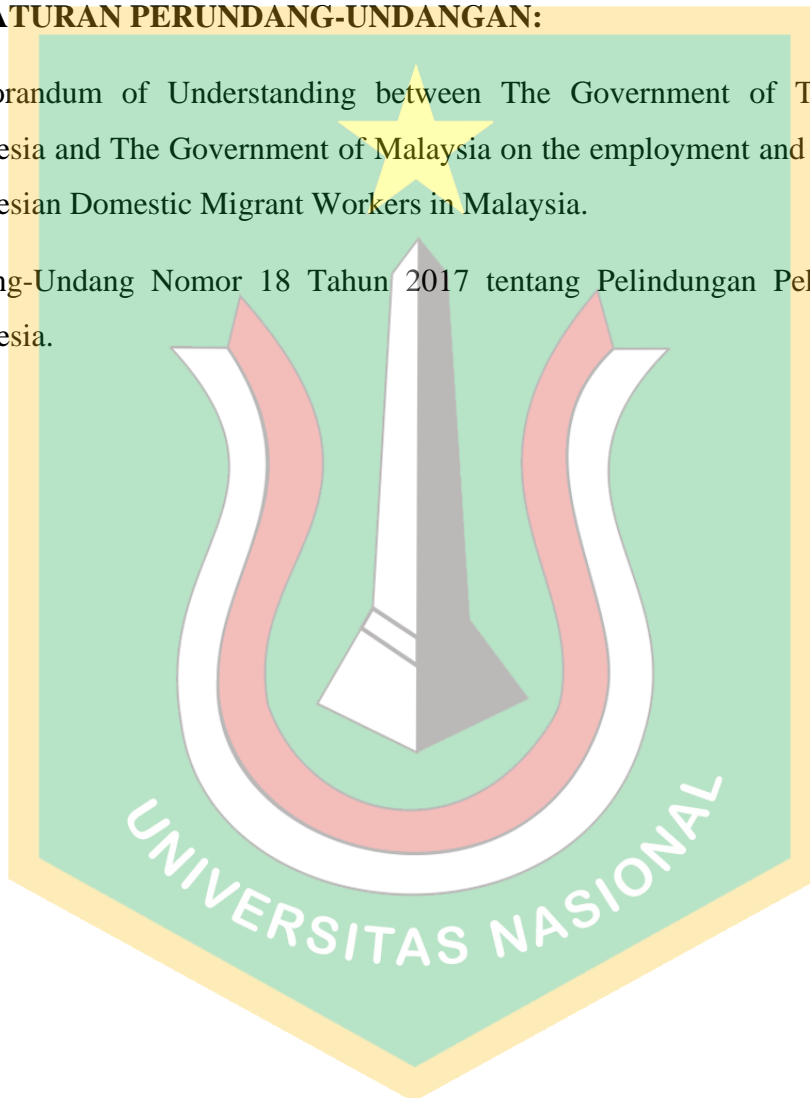 ATURAN PERUNDANG-UNDANGAN:
orandum of Understanding between The Government of T
esia and The Government of Malaysia on the employment and
esian Domestic Migrant Workers in Malaysia.
ng-Undang Nomor 18 Tahun 2017 tentang Pelindungan Pek
esia.
UNIVERSITAS NASIONAL